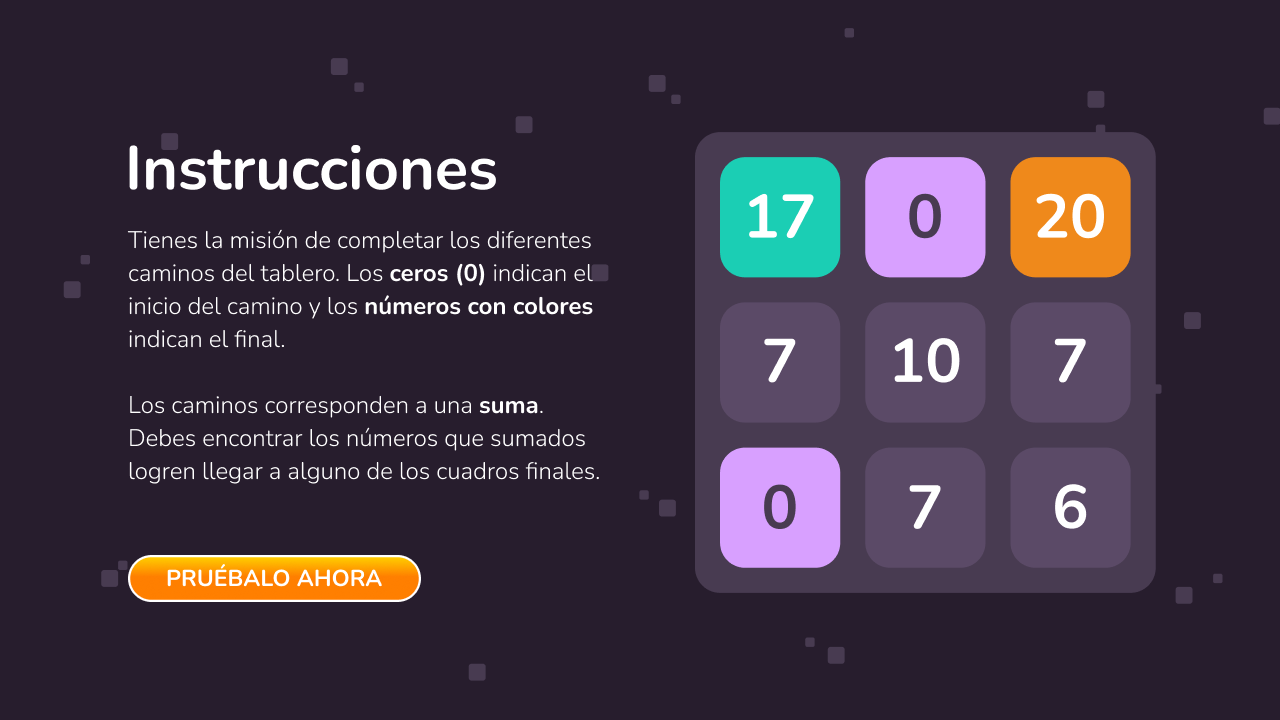 Instrucciones
Tienes la misión de completar los diferentes
caminos del tablero. Los ceros (0) indican el
inicio del camino y los números con colores
indican el final.
Los caminos corresponden a una suma.
Debes encontrar los números que sumados
logren llegar a alguno de los cuadros finales.
PRUÉBALO AHORA
17 0 20
7 10 7
0 7 6